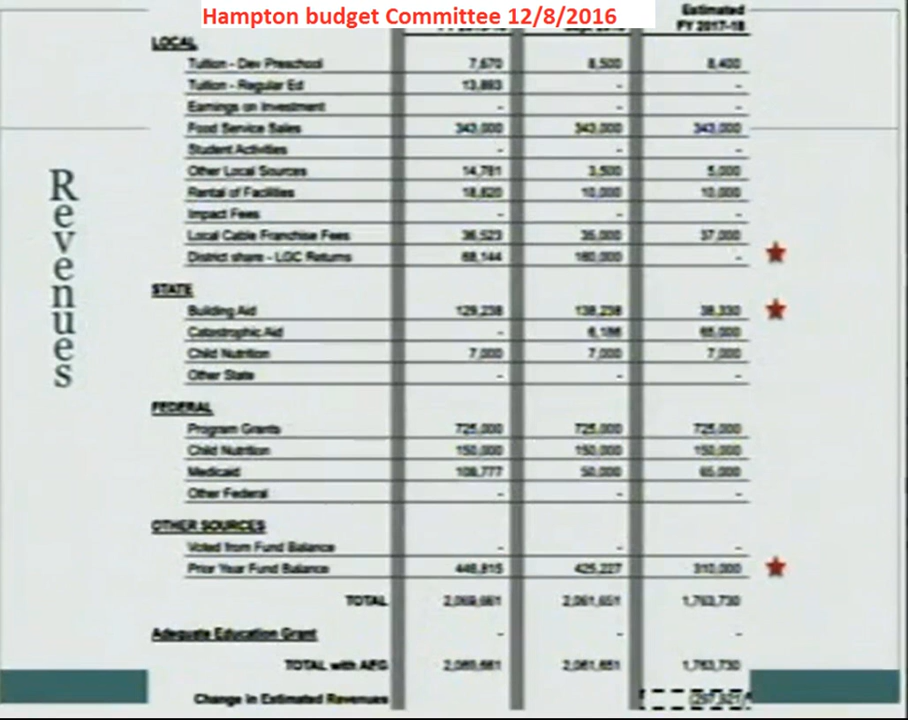 Hampton budget Committee 12/8/2016
Estimated
FY 2017-18
Revenues
LOCAL
Tuition - Dev Preschool 7,670 8,500 8,400
Tuition - Regular Ed 13,893 - -
Earnings on Investment - - -
Food Service Sales 343,000 343,000 343,000
Student Activities - - -
Other Local Sources 14,781 3,500 5,000
Rental of Facilities 18,820 10,000 10,000
Impact Fees - - -
Local Cable Franchise Fees 36,523 35,000 37,000
District share - LGC Returns 68,144 160,000 -
STATE
Building Aid 129,238 138,238 38,330
Catastrophic Aid - 6,186 65,000
Child Nutrition 7,000 7,000 7,000
Other State - - -
FEDERAL
Program Grants 725,000 725,000 725,000
Child Nutrition 150,000 150,000 150,000
Medicaid 108,777 50,000 65,000
Other Federal - - -
OTHER SOURCES
Voted from Fund Balance - - -
Prior Year Fund Balance 446,815 425,227 310,000
TOTAL 2,069,661 2,061,651 1,763,730
Adequate Education Grant - - -
TOTAL with AEG 2,069,661 2,061,651 1,763,730
Change in Estimated Revenues (297,921)